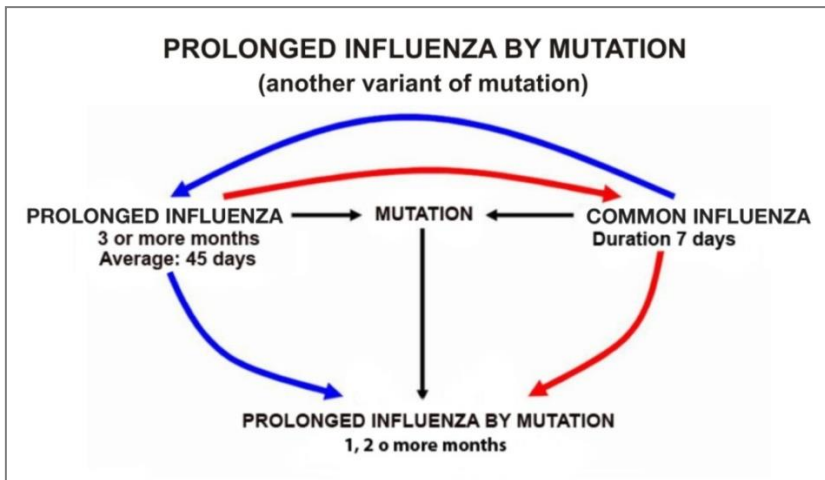 PROLONGED INFLUENZA BY MUTATION
(another variant of mutation)
PROLONGED INFLUENZA
3 or more months
Average: 45 days
MUTATION
COMMON INFLUENZA
Duration 7 days
PROLONGED INFLUENZA BY MUTATION
1, 2 o more months